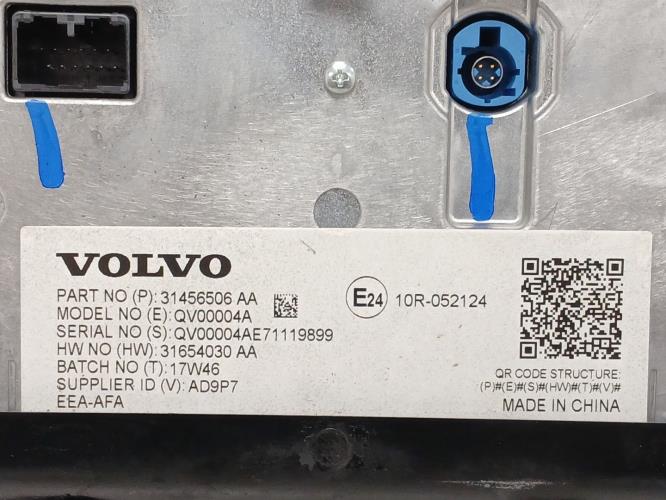 VOLVO
PART NO (P): 31456506 AA
MODEL NO (E): QV00004A
SERIAL NO (S): QV00004AE71119899
HW NO (HW): 31654030 AA
BATCH NO (T): 17W46
SUPPLIER ID (V): AD9P7
EEA-AFA
E24 10R-052124
QR CODE STRUCTURE:
(P)#(E)#(S)#(HW)#(T)#(V)#
MADE IN CHINA